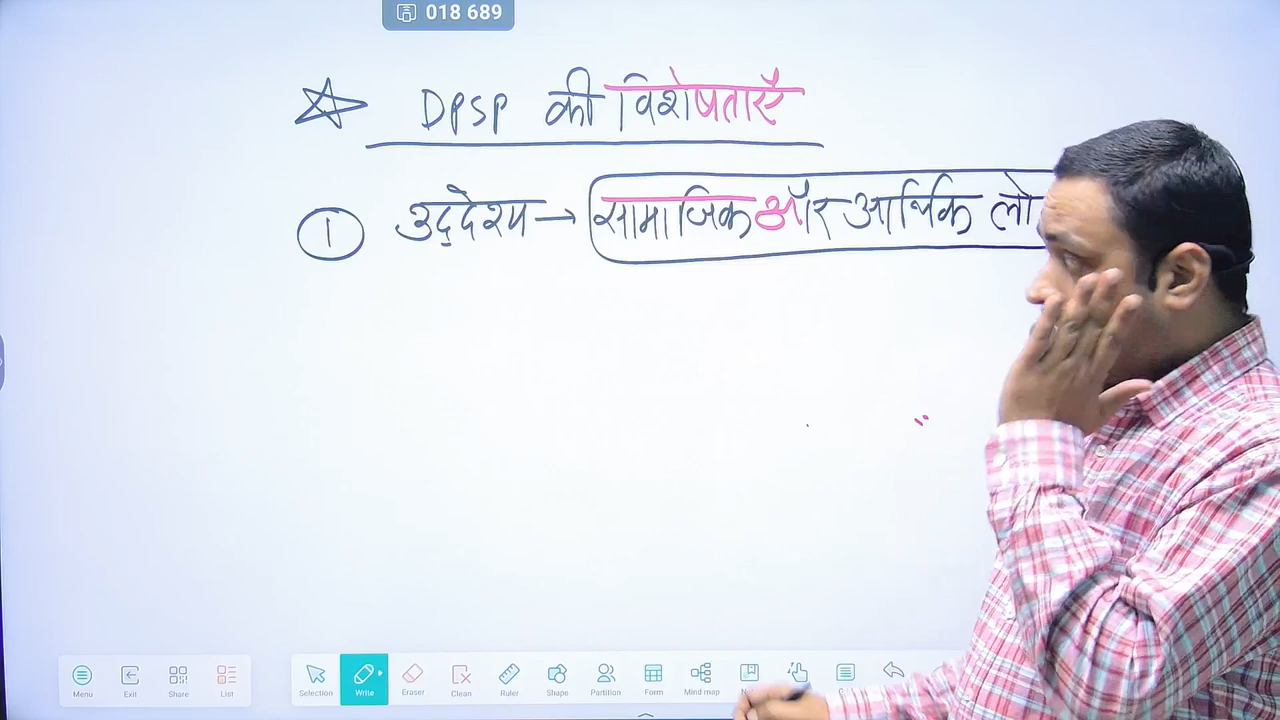 018 689
DPSP की विशेषताएँ
1 उद्देश्य → सामाजिक और आर्थिक
Menu Exit Share List Selection Write Eraser Clean Ruler Shape Partition Form Mind map